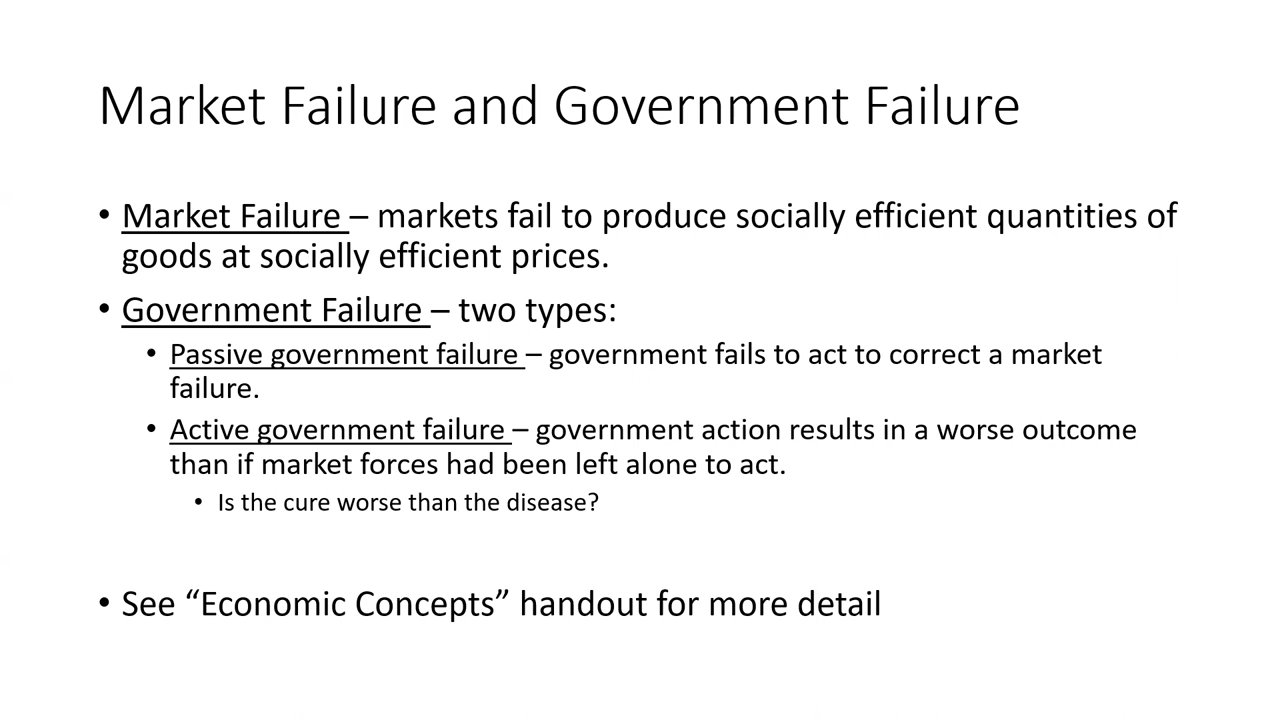 Market Failure and Government Failure
• Market Failure – markets fail to produce socially efficient quantities of
goods at socially efficient prices.
• Government Failure – two types:
• Passive government failure – government fails to act to correct a market
failure.
• Active government failure – government action results in a worse outcome
than if market forces had been left alone to act.
• Is the cure worse than the disease?
• See “Economic Concepts” handout for more detail